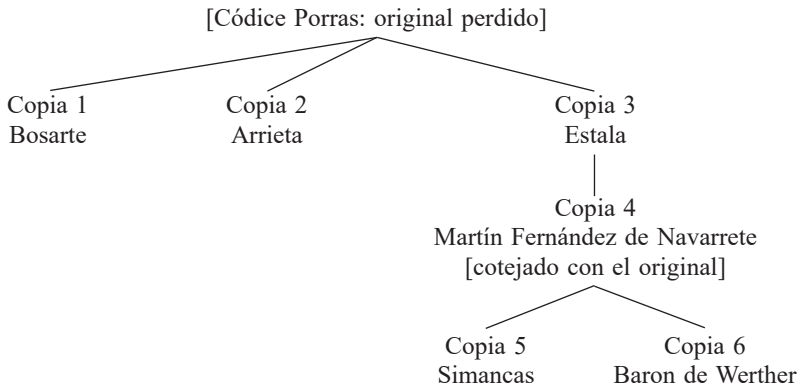 [Códice Porras: original perdido]
Copia 1
Bosarte
Copia 2
Arrieta
Copia 3
Estala
Copia 4
Martín Fernández de Navarrete
[cotejado con el original]
Copia 5
Simancas
Copia 6
Baron de Werther